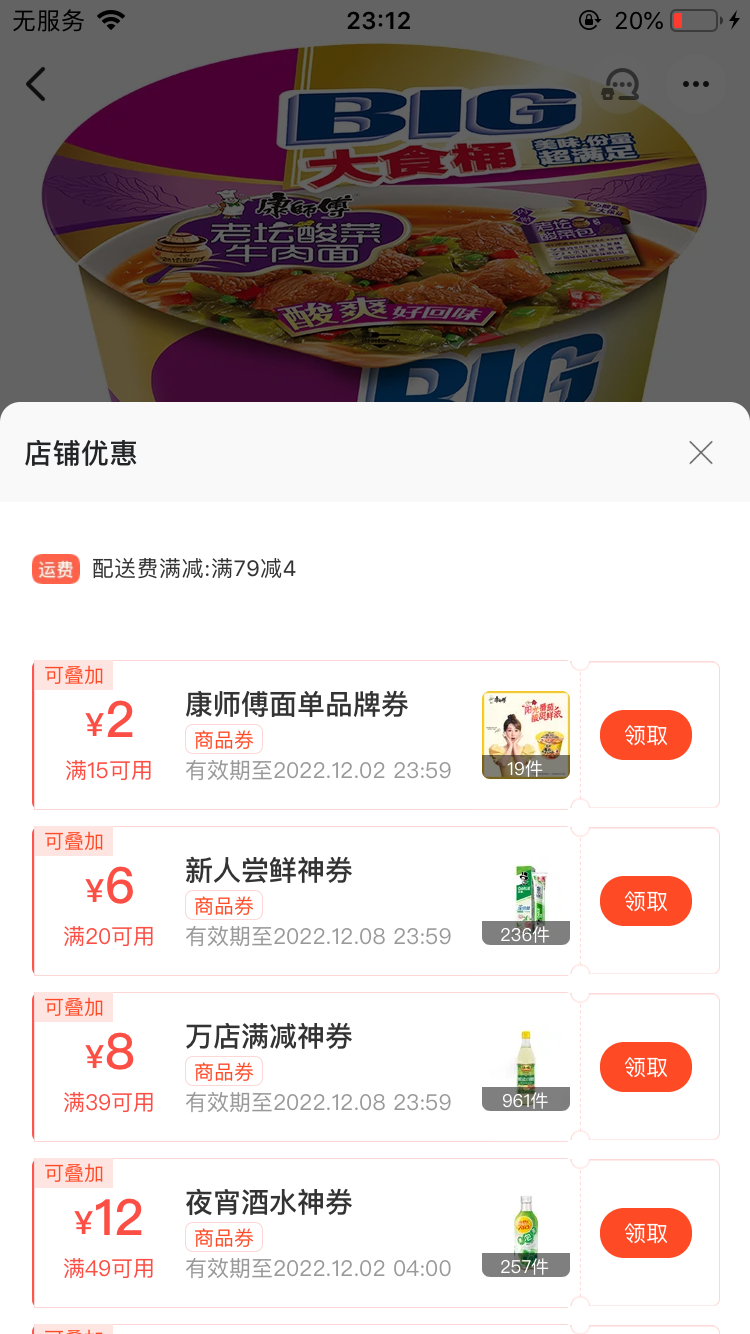 无服务
23:12
20%
BIG
大食桶
美味·份量
超满足
康师傅
老坛酸菜
牛肉面
老坛
酸菜包
酸爽 好回味
BIG
店铺优惠
运费 配送费满减:满79减4
可叠加
¥2
满15可用
康师傅面单品牌券
商品券
有效期至2022.12.02 23:59
19件
领取
可叠加
¥6
满20可用
新人尝鲜神券
商品券
有效期至2022.12.08 23:59
236件
领取
可叠加
¥8
满39可用
万店满减神券
商品券
有效期至2022.12.08 23:59
961件
领取
可叠加
¥12
满49可用
夜宵酒水神券
商品券
有效期至2022.12.02 04:00
257件
领取
可叠加